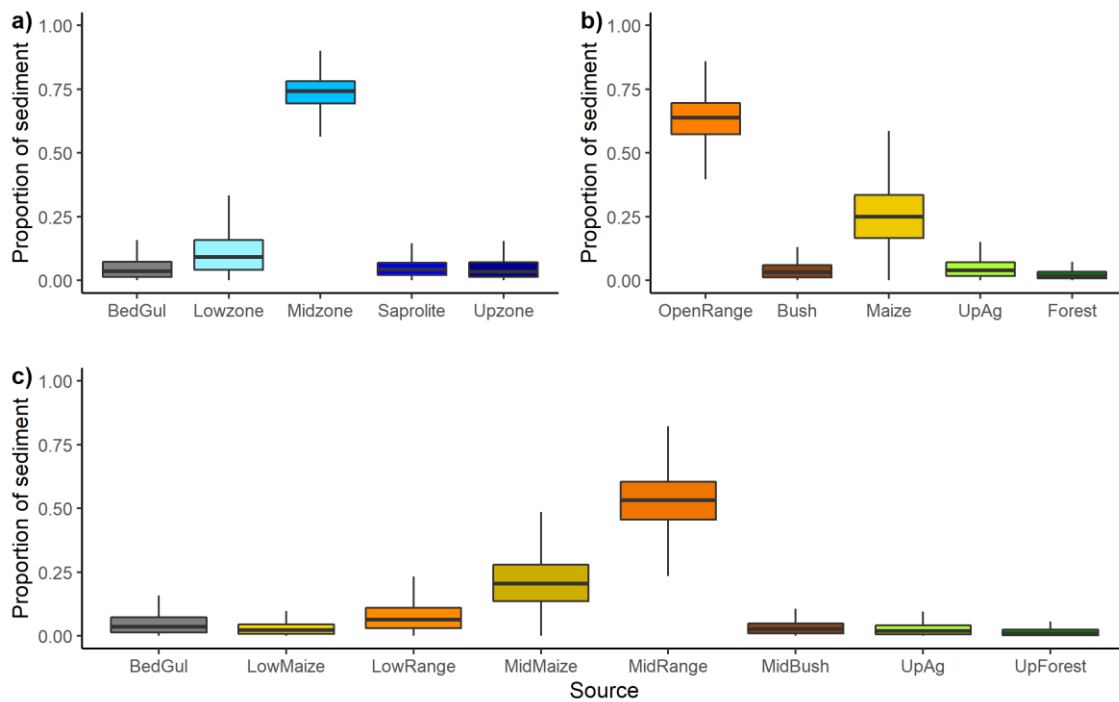 a)
Proportion of sediment
1.00
0.75
0.50
0.25
0.00
BedGul Lowzone Midzone Saprolite Upzone
b)
Proportion of sediment
1.00
0.75
0.50
0.25
0.00
OpenRange Bush Maize UpAg Forest
c)
Proportion of sediment
1.00
0.75
0.50
0.25
0.00
BedGul LowMaize LowRange MidMaize MidRange MidBush UpAg UpForest
Source